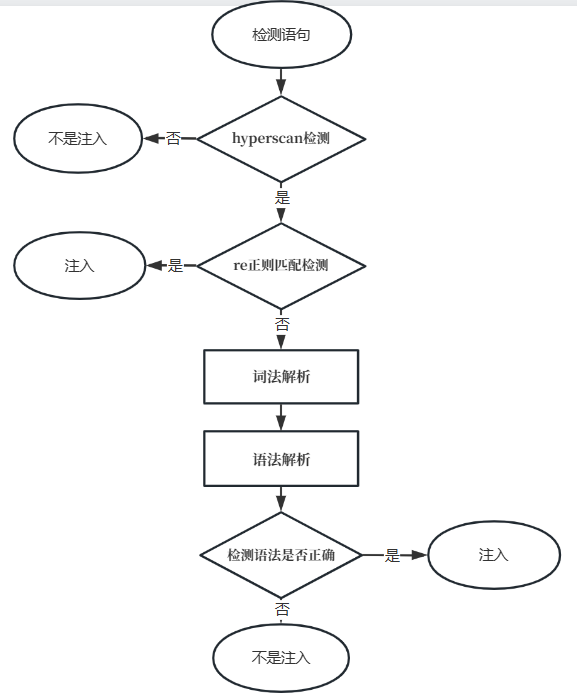 检测语句
hyperscan检测
否
不是注入
是
re正则匹配检测
是
注入
否
词法解析
语法解析
检测语法是否正确
是
注入
否
不是注入